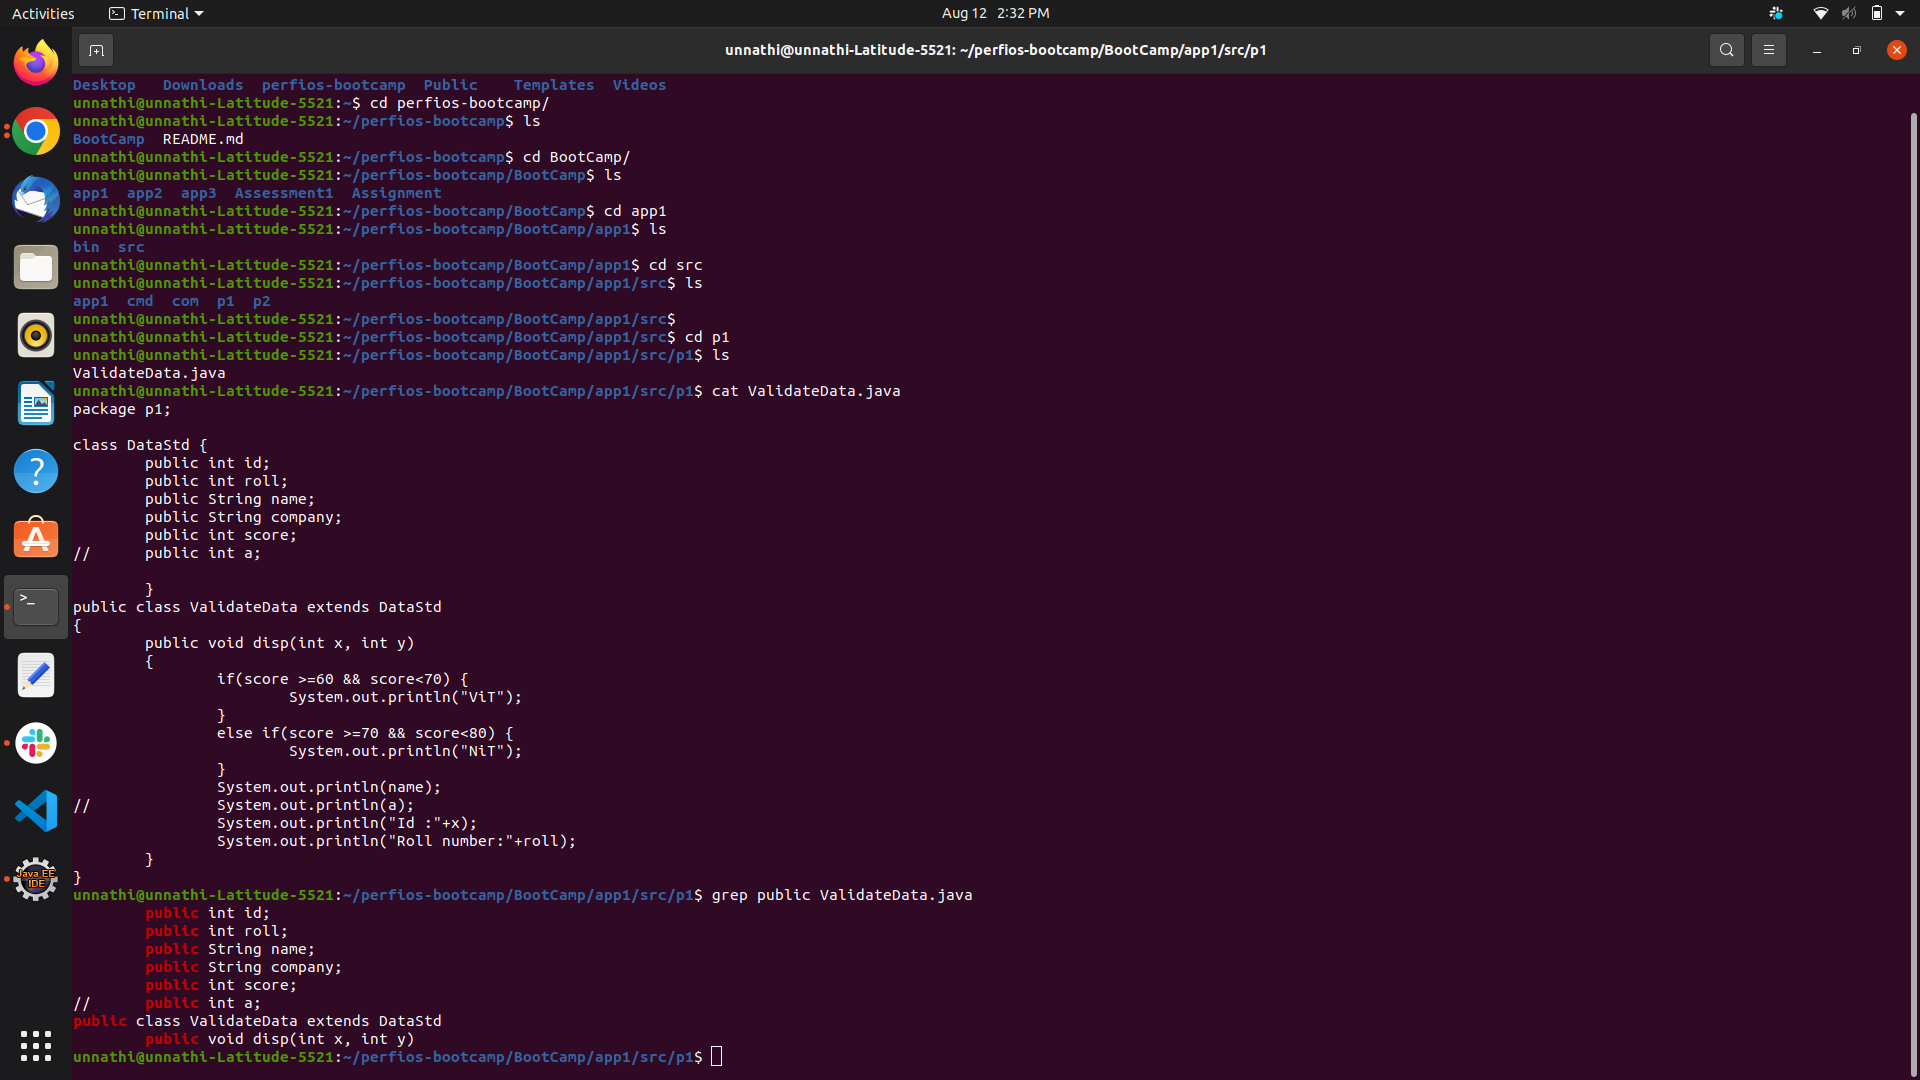 Activities Terminal Aug 12 2:32 PM
unnathi@unnathi-Latitude-5521: ~/perfios-bootcamp/BootCamp/app1/src/p1
Desktop Downloads perfios-bootcamp Public Templates Videos
unnathi@unnathi-Latitude-5521:~$ cd perfios-bootcamp/
unnathi@unnathi-Latitude-5521:~/perfios-bootcamp$ ls
BootCamp README.md
unnathi@unnathi-Latitude-5521:~/perfios-bootcamp$ cd BootCamp/
unnathi@unnathi-Latitude-5521:~/perfios-bootcamp/BootCamp$ ls
app1 app2 app3 Assessment1 Assignment
unnathi@unnathi-Latitude-5521:~/perfios-bootcamp/BootCamp$ cd app1
unnathi@unnathi-Latitude-5521:~/perfios-bootcamp/BootCamp/app1$ ls
bin src
unnathi@unnathi-Latitude-5521:~/perfios-bootcamp/BootCamp/app1$ cd src
unnathi@unnathi-Latitude-5521:~/perfios-bootcamp/BootCamp/app1/src$ ls
app1 cmd com p1 p2
unnathi@unnathi-Latitude-5521:~/perfios-bootcamp/BootCamp/app1/src$
unnathi@unnathi-Latitude-5521:~/perfios-bootcamp/BootCamp/app1/src$ cd p1
unnathi@unnathi-Latitude-5521:~/perfios-bootcamp/BootCamp/app1/src/p1$ ls
ValidateData.java
unnathi@unnathi-Latitude-5521:~/perfios-bootcamp/BootCamp/app1/src/p1$ cat ValidateData.java
package p1;
class DataStd {
public int id;
public int roll;
public String name;
public String company;
public int score;
// public int a;
}
public class ValidateData extends DataStd
{
public void disp(int x, int y)
{
if(score >=60 && score<70) {
System.out.println("ViT");
}
else if(score >=70 && score<80) {
System.out.println("NiT");
}
System.out.println(name);
// System.out.println(a);
System.out.println("Id :"+x);
System.out.println("Roll number:"+roll);
}
}
unnathi@unnathi-Latitude-5521:~/perfios-bootcamp/BootCamp/app1/src/p1$ grep public ValidateData.java
public int id;
public int roll;
public String name;
public String company;
public int score;
// public int a;
public class ValidateData extends DataStd
public void disp(int x, int y)
unnathi@unnathi-Latitude-5521:~/perfios-bootcamp/BootCamp/app1/src/p1$
Java EE
IDE